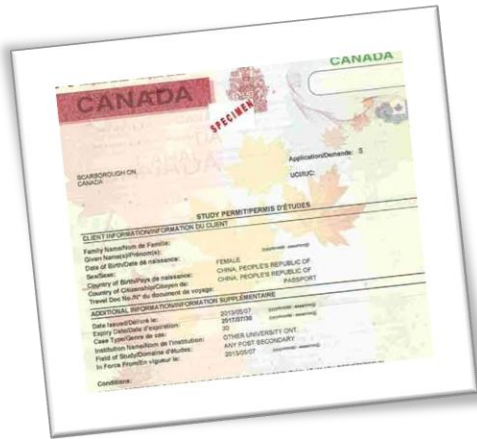 CANADA
CANADA
SPECIMEN
SCARBOROUGH ON,
CANADA
Application/Demande: S
UCI/IUC:
STUDY PERMIT/PERMIS D'ÉTUDES
CLIENT INFORMATION/INFORMATION DU CLIENT
Family Name/Nom de Famille:
Given Name(s)/Prénom(s):
Date of Birth/Date de naissance:
Sex/Sexe: FEMALE
Country of Birth/Pays de naissance: CHINA, PEOPLE'S REPUBLIC OF
Country of Citizenship/Citoyen de: CHINA, PEOPLE'S REPUBLIC OF
Travel Doc No./N° du document de voyage: PASSPORT
ADDITIONAL INFORMATION/INFORMATION SUPPLÉMENTAIRE
Date Issued/Délivré le: 2013/05/07
Expiry Date/Date d'expiration: 2017/07/30
Case Type/Genre de cas: 30
Institution Name/Nom de l'institution: OTHER UNIVERSITY ONT.
Field of Study/Domaine d'études: ANY POST SECONDARY
In Force From/En vigueur le: 2013/05/07
Conditions: